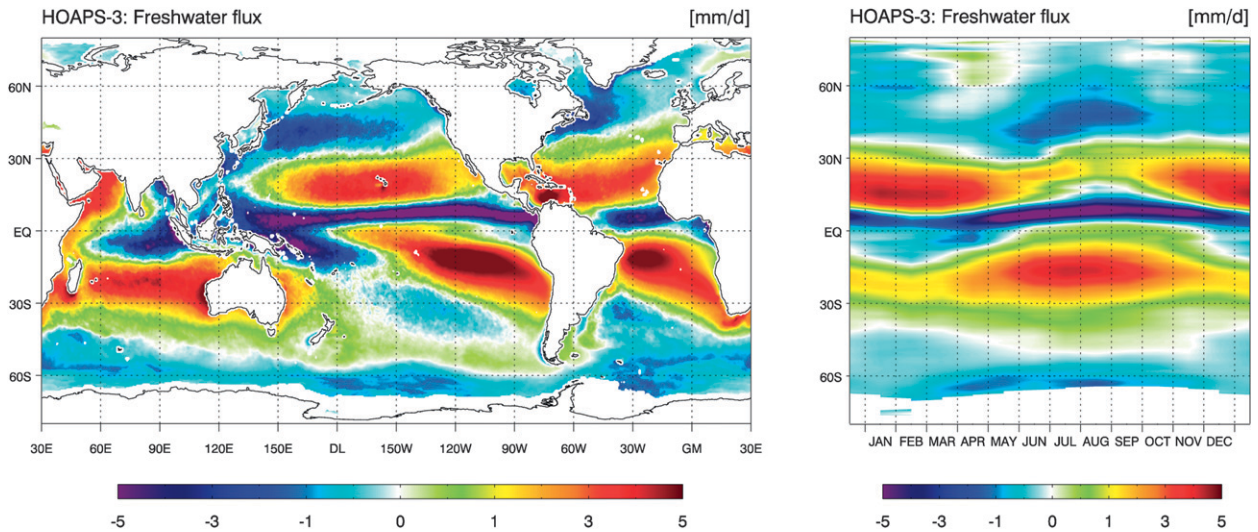 HOAPS-3: Freshwater flux [mm/d]
60N
30N
EQ
30S
60S
30E 60E 90E 120E 150E DL 150W 120W 90W 60W 30W GM 30E
-5 -3 -1 0 1 3 5
HOAPS-3: Freshwater flux [mm/d]
60N
30N
EQ
30S
60S
JAN FEB MAR APR MAY JUN JUL AUG SEP OCT NOV DEC
-5 -3 -1 0 1 3 5